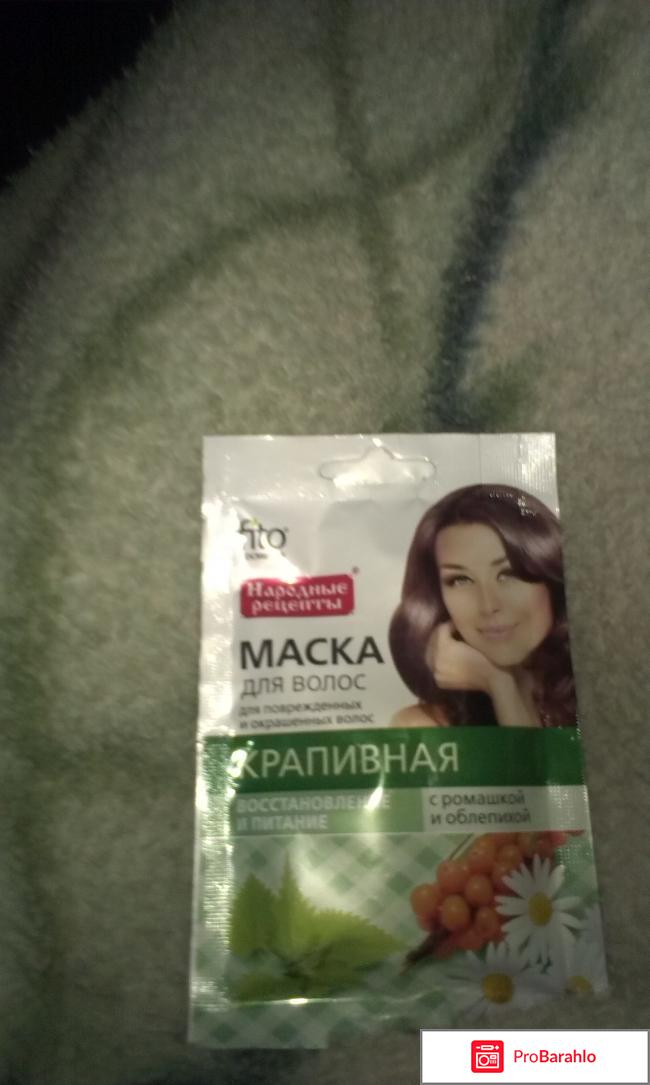 fito
Народные
рецепты
МАСКА
ДЛЯ ВОЛОС
для поврежденных
и окрашенных волос
КРАПИВНАЯ
ВОССТАНОВЛЕНИЕ
И ПИТАНИЕ
с ромашкой
и облепихой
ProBarahlo